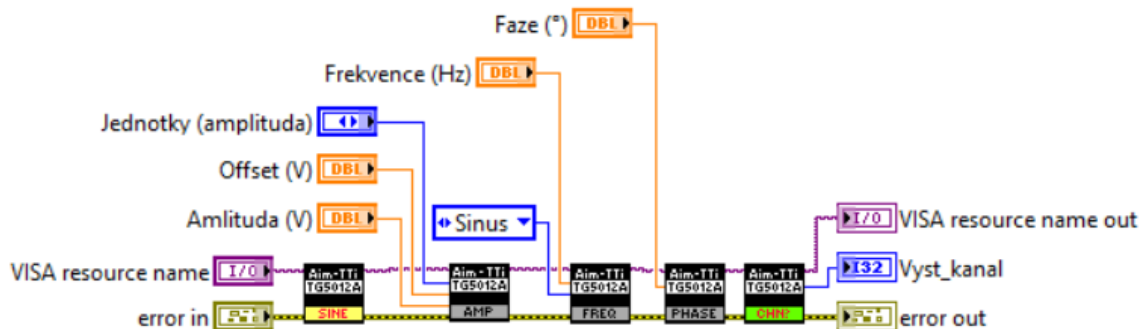 Faze (°) DBL
Frekvence (Hz) DBL
Jednotky (amplituda)
Offset (V) DBL
Amlituda (V) DBL
Sinus
VISA resource name I/O
error in
Aim-TTi
TG5012A
SINE
Aim-TTi
TG5012A
AMP
Aim-TTi
TG5012A
FREQ
Aim-TTi
TG5012A
PHASE
Aim-TTi
TG5012A
CHN?
I/O VISA resource name out
I32 Vyst_kanal
error out